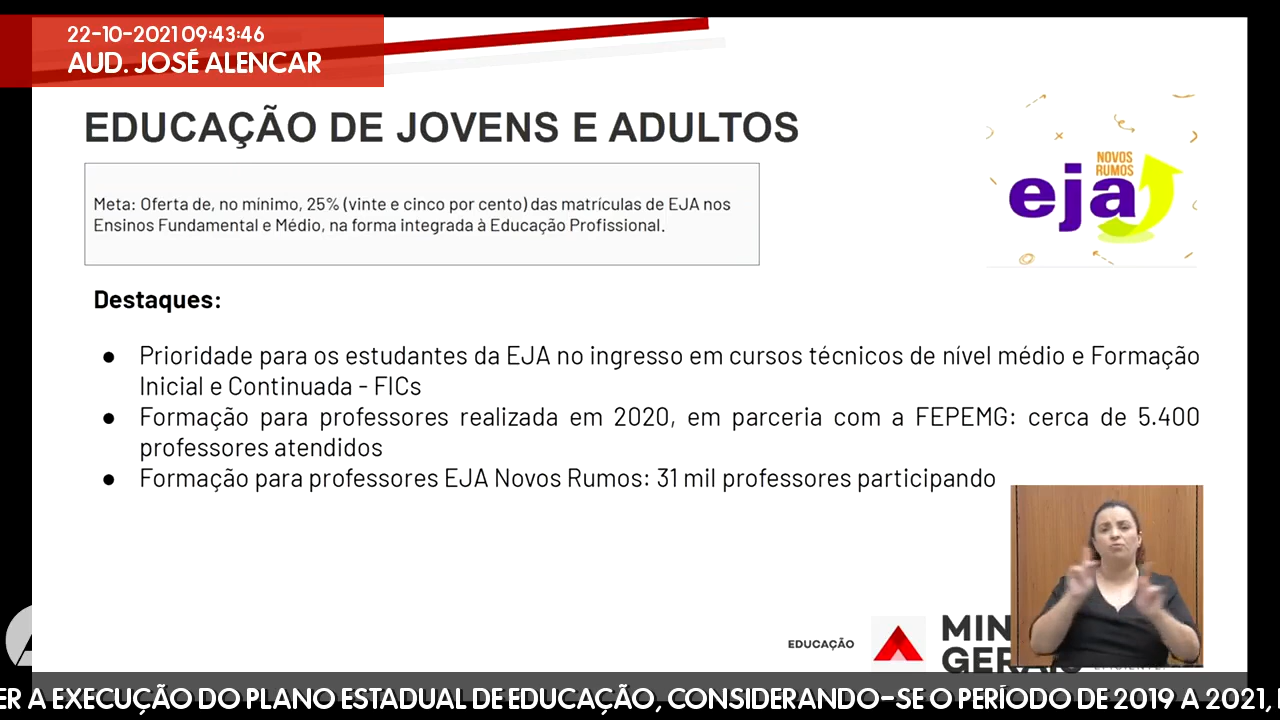 22-10-2021 09:43:46
AUD. JOSÉ ALENCAR
EDUCAÇÃO DE JOVENS E ADULTOS
NOVOS
RUMOS
eja
Meta: Oferta de, no mínimo, 25% (vinte e cinco por cento) das matrículas de EJA nos
Ensinos Fundamental e Médio, na forma integrada à Educação Profissional.
Destaques:
● Prioridade para os estudantes da EJA no ingresso em cursos técnicos de nível médio e Formação
Inicial e Continuada - FICs
● Formação para professores realizada em 2020, em parceria com a FEPEMG: cerca de 5.400
professores atendidos
● Formação para professores EJA Novos Rumos: 31 mil professores participando
EDUCAÇÃO
MIN
GERAIS
ER A EXECUÇÃO DO PLANO ESTADUAL DE EDUCAÇÃO, CONSIDERANDO-SE O PERÍODO DE 2019 A 2021,